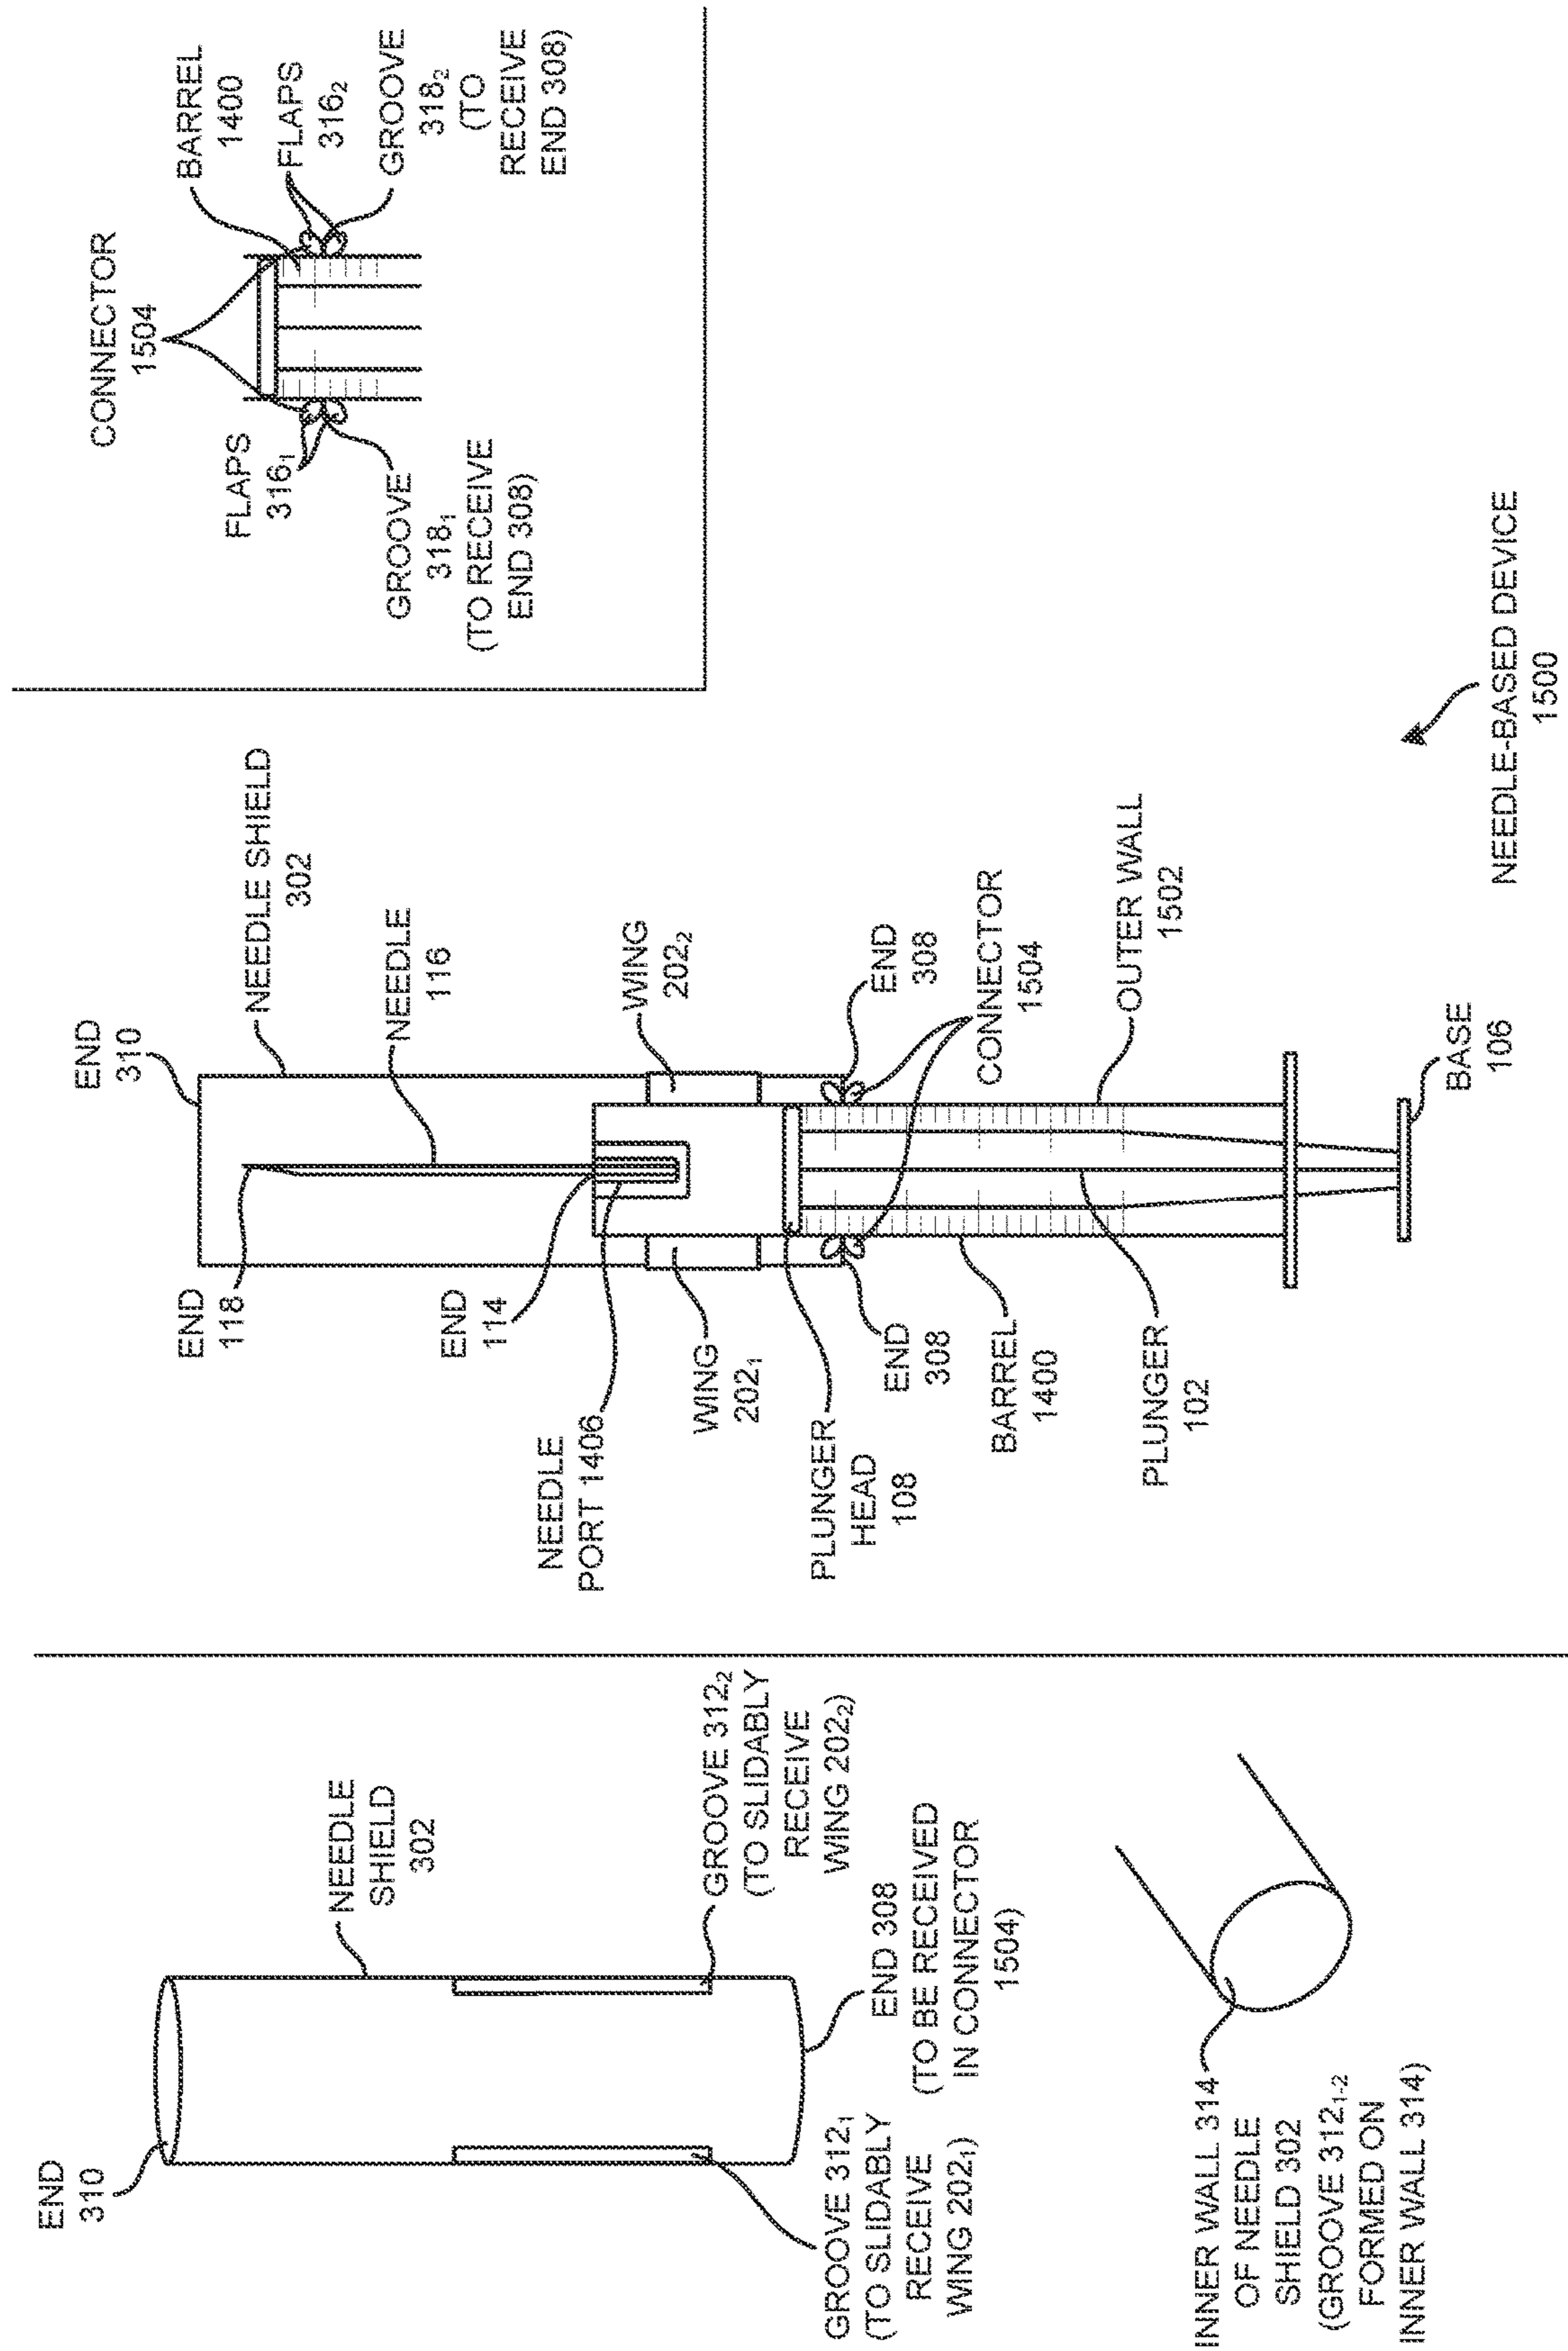 END
310
NEEDLE
SHIELD
302
GROOVE 312₂
(TO SLIDABLY
RECEIVE
WING 202₂)
GROOVE 312₁
(TO SLIDABLY
RECEIVE
WING 202₁)
END 308
(TO BE RECEIVED
IN CONNECTOR
1504)
INNER WALL 314
OF NEEDLE
SHIELD 302
(GROOVE 312₁₋₂
FORMED ON
INNER WALL 314)
END
310
NEEDLE SHIELD
302
END
118
NEEDLE
116
END
114
NEEDLE
PORT 1406
WING
202₁
WING
202₂
PLUNGER
HEAD
108
END
308
END
308
CONNECTOR
1504
BARREL
1400
OUTER WALL
1502
PLUNGER
102
BASE
106
NEEDLE-BASED DEVICE
1500
CONNECTOR
1504
BARREL
1400
FLAPS
316₁
FLAPS
316₂
GROOVE
318₁
(TO RECEIVE
END 308)
GROOVE
318₂
(TO
RECEIVE
END 308)